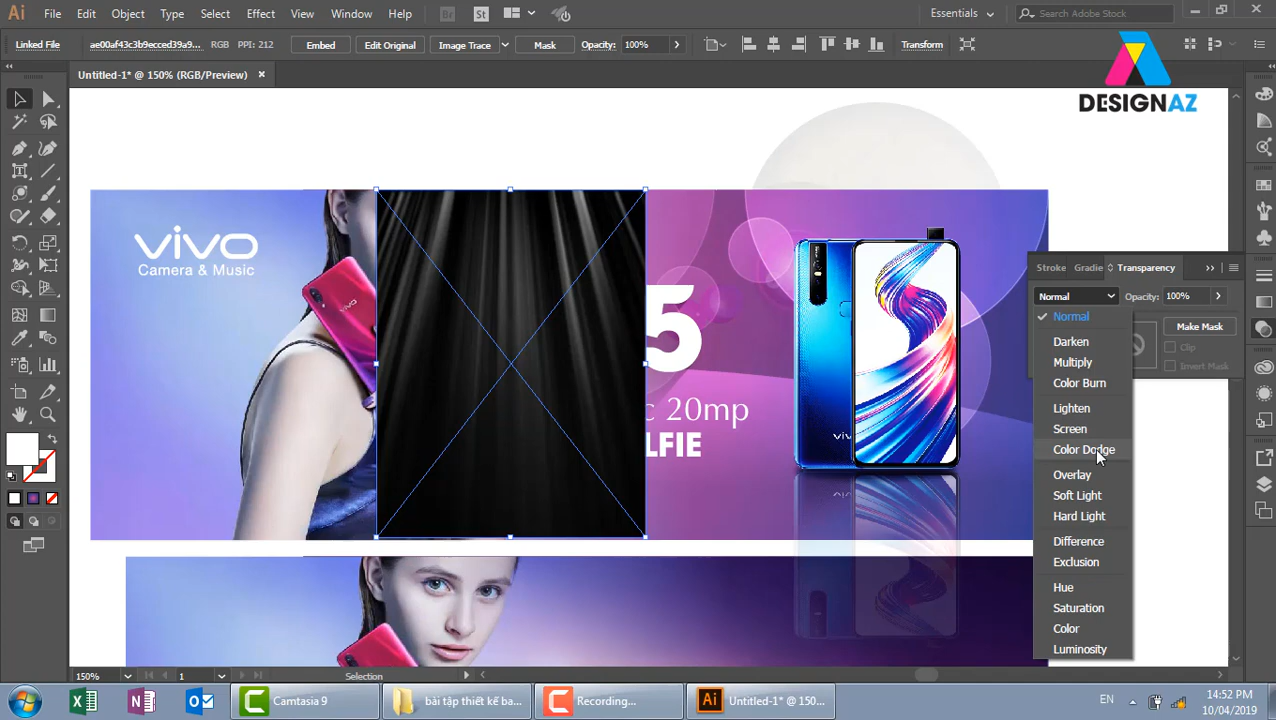 Ai File Edit Object Type Select Effect View Window Help Br St Essentials Search Adobe Stock
Linked File ae00af43c3b9ecced39a9... RGB PPI: 212 Embed Edit Original Image Trace Mask Opacity: 100% Transform
Untitled-1* @ 150% (RGB/Preview) ×
DESIGNAZ
vivo
Camera & Music
vivo
5
c 20mp
LFIE
Stroke Gradie Transparency
Normal Opacity: 100%
Normal
Make Mask
Darken
Clip
Multiply
Invert Mask
Color Burn
Lighten
Screen
Color Dodge
Overlay
Soft Light
Hard Light
Difference
Exclusion
Hue
Saturation
Color
Luminosity
150% 1 Selection
Camtasia 9 bài tập thiết kế ba... Recording... Untitled-1* @ 150... EN 14:52
10/04/2019